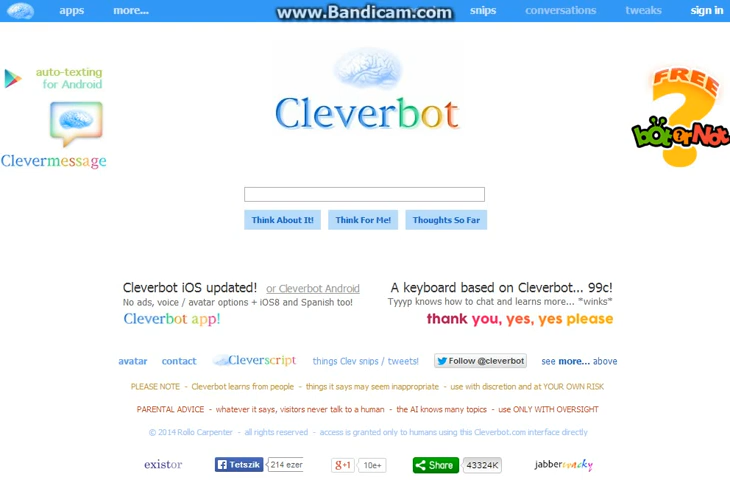 apps more... www.Bandicam.com snips conversations tweaks sign in
auto-texting
for Android
Clevermessage
Cleverbot
FREE
bot or Not
Think About It! Think For Me! Thoughts So Far
Cleverbot iOS updated! or Cleverbot Android
No ads, voice / avatar options + iOS8 and Spanish too!
Cleverbot app!
A keyboard based on Cleverbot... 99c!
Tyyyp knows how to chat and learns more... *winks*
thank you, yes, yes please
avatar contact Cleverscript things Clev snips / tweets! Follow @cleverbot see more... above
PLEASE NOTE - Cleverbot learns from people - things it says may seem inappropriate - use with discretion and at YOUR OWN RISK
PARENTAL ADVICE - whatever it says, visitors never talk to a human - the AI knows many topics - use ONLY WITH OVERSIGHT
© 2014 Rollo Carpenter - all rights reserved - access is granted only to humans using this Cleverbot.com interface directly
existor Tetszik 214 ezer g+1 10e+ Share 43324K jabberwacky